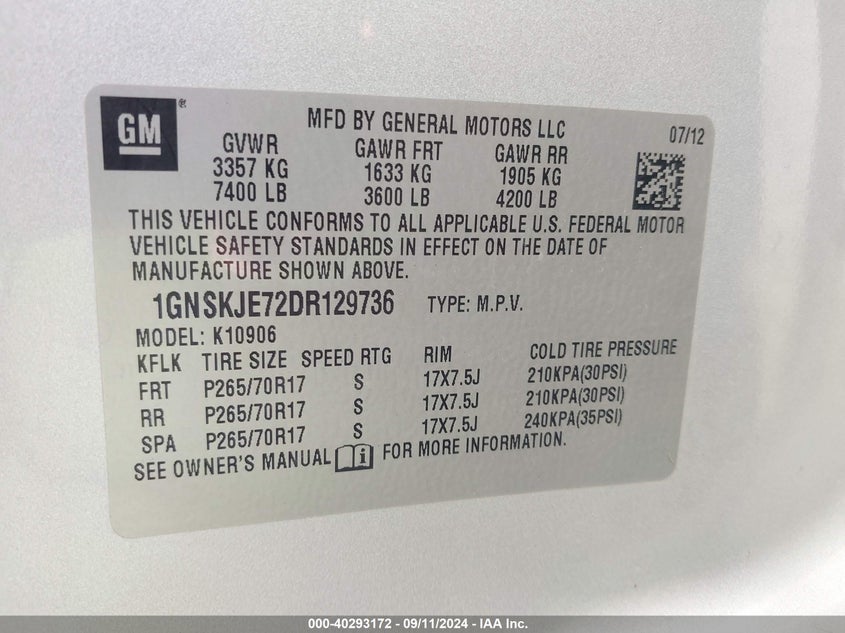 GM ®
MFD BY GENERAL MOTORS LLC
07/12
GVWR GAWR FRT GAWR RR
3357 KG 1633 KG 1905 KG
7400 LB 3600 LB 4200 LB
THIS VEHICLE CONFORMS TO ALL APPLICABLE U.S. FEDERAL MOTOR
VEHICLE SAFETY STANDARDS IN EFFECT ON THE DATE OF
MANUFACTURE SHOWN ABOVE.
1GNSKJE72DR129736 TYPE: M.P.V.
MODEL: K10906
KFLK TIRE SIZE SPEED RTG RIM COLD TIRE PRESSURE
FRT P265/70R17 S 17X7.5J 210KPA(30PSI)
RR P265/70R17 S 17X7.5J 210KPA(30PSI)
SPA P265/70R17 S 17X7.5J 240KPA(35PSI)
SEE OWNER'S MANUAL i FOR MORE INFORMATION.
000-40293172 - 09/11/2024 - IAA Inc.